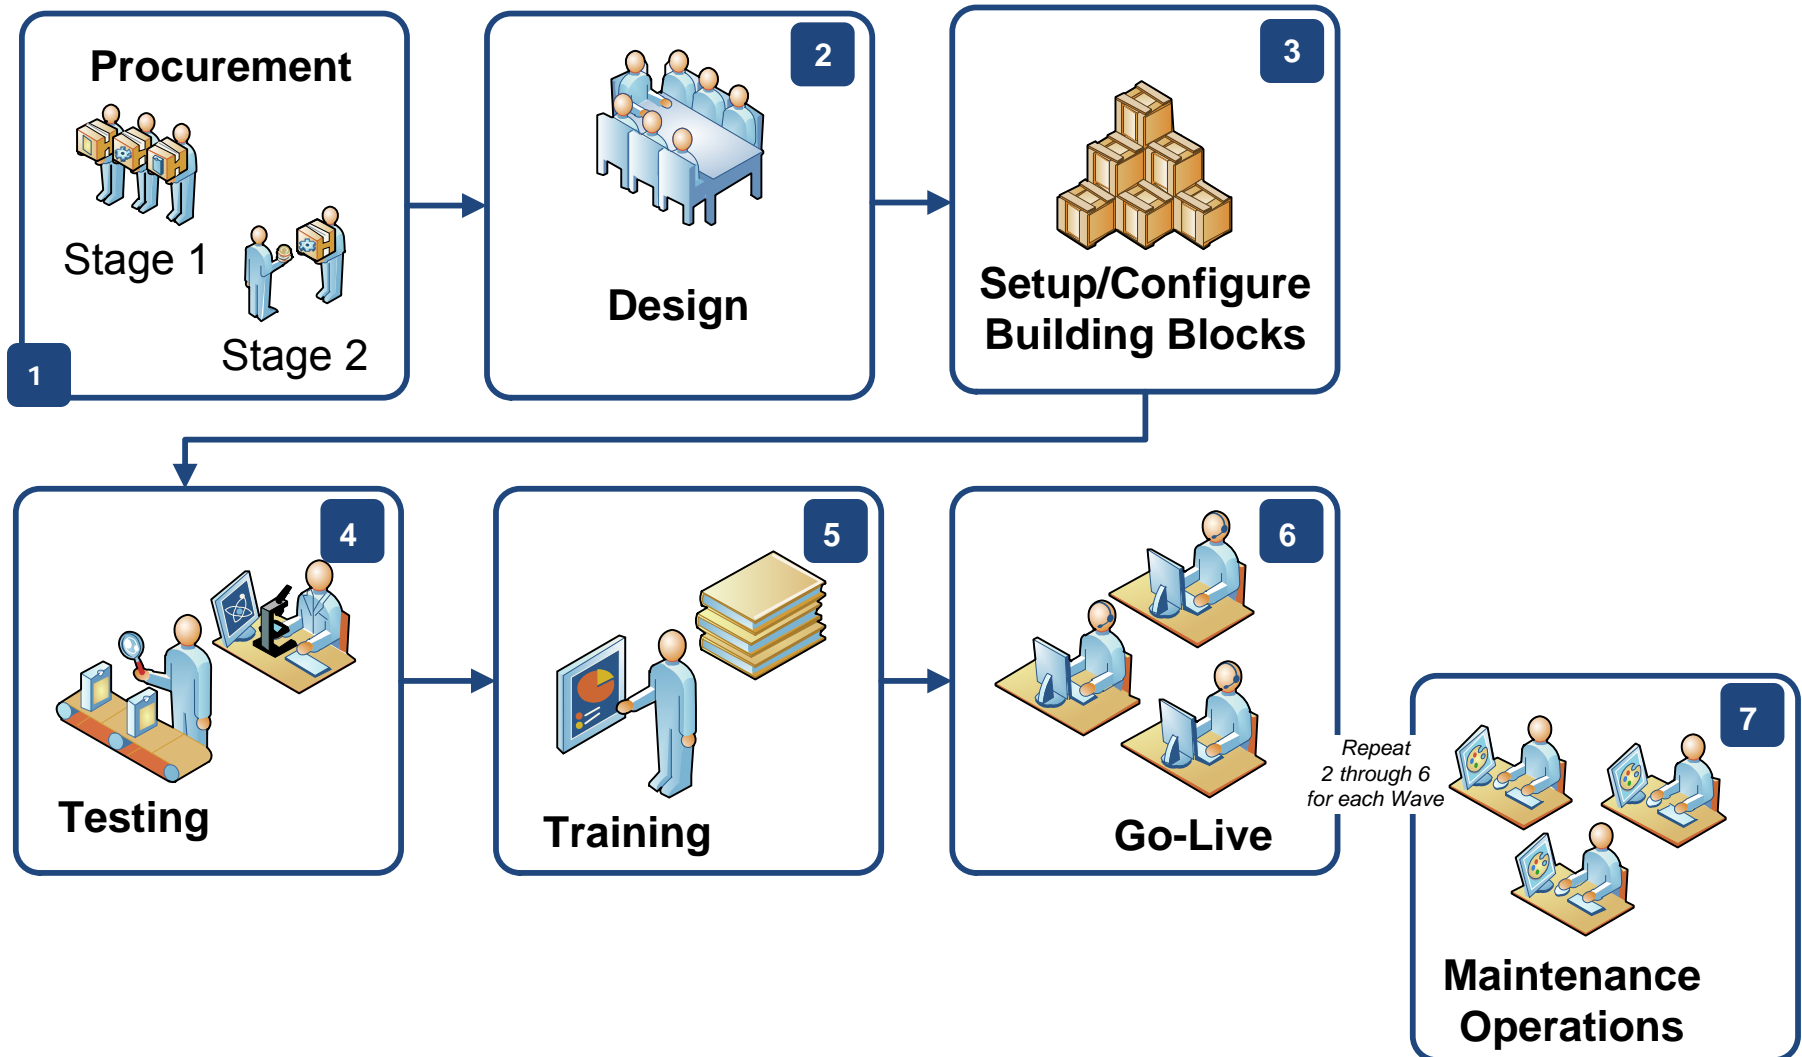 Procurement
Stage 1
Stage 2
1
2
Design
3
Setup/Configure
Building Blocks
4
Testing
5
Training
6
Go-Live
Repeat
2 through 6
for each Wave
7
Maintenance
Operations